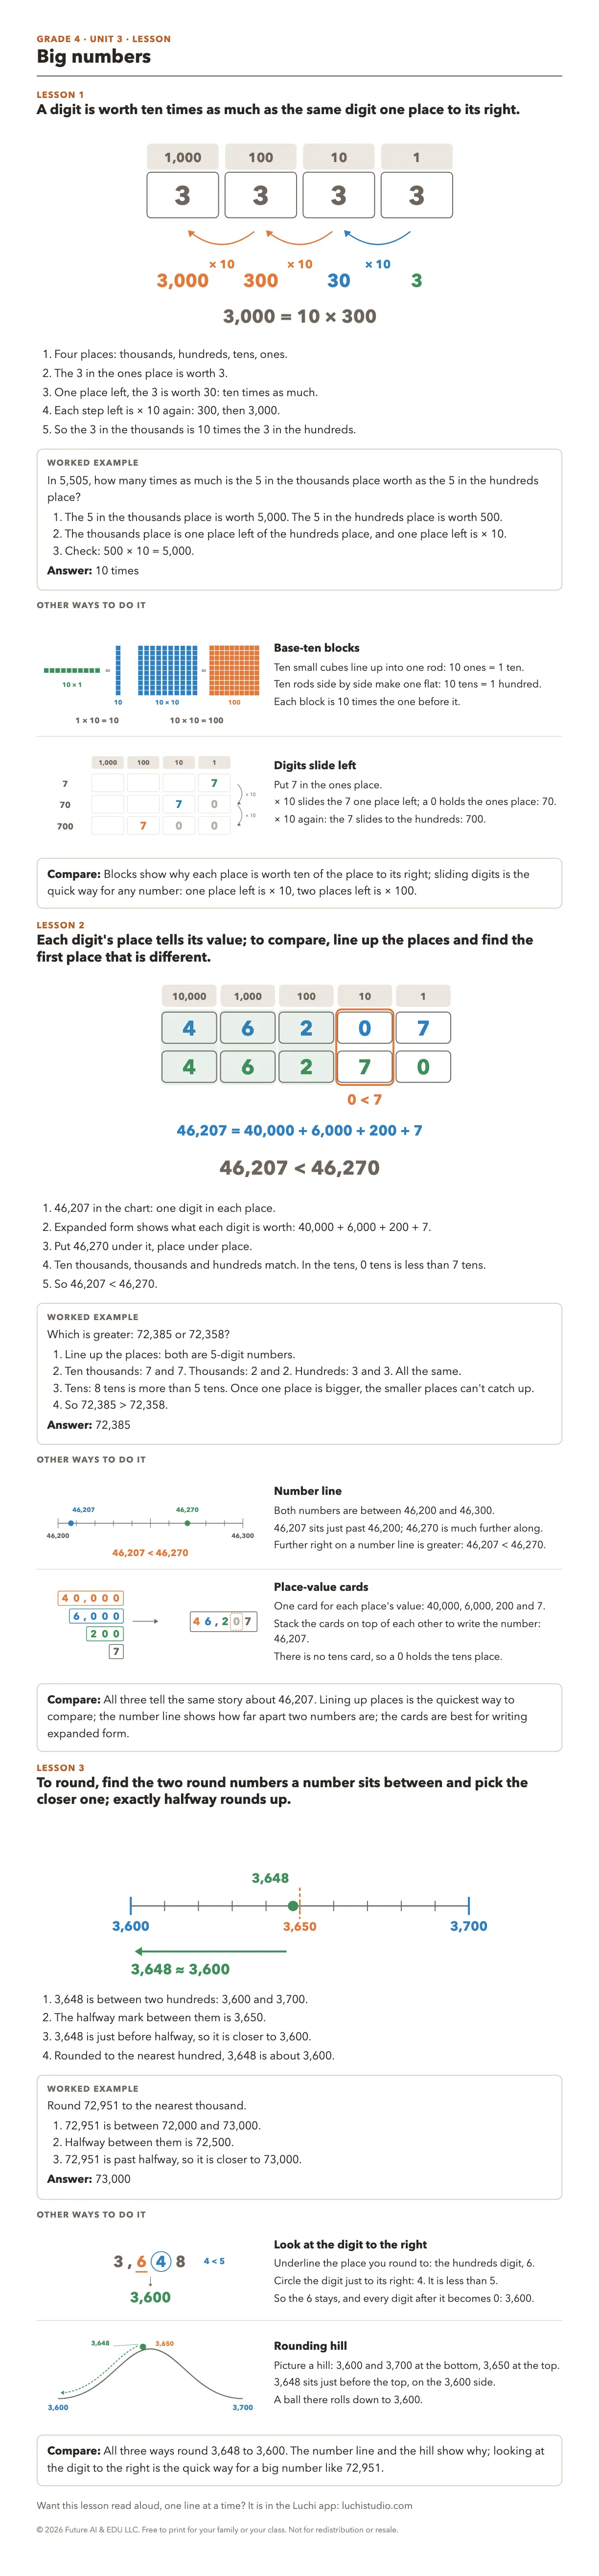 GRADE 4 · UNIT 3 · LESSON
Big numbers
LESSON 1
A digit is worth ten times as much as the same digit one place to its right.
1,000 100 10 1
3 3 3 3
× 10 × 10 × 10
3,000 300 30 3
3,000 = 10 × 300
1. Four places: thousands, hundreds, tens, ones.
2. The 3 in the ones place is worth 3.
3. One place left, the 3 is worth 30: ten times as much.
4. Each step left is × 10 again: 300, then 3,000.
5. So the 3 in the thousands is 10 times the 3 in the hundreds.
WORKED EXAMPLE
In 5,505, how many times as much is the 5 in the thousands place worth as the 5 in the hundreds
place?
1. The 5 in the thousands place is worth 5,000. The 5 in the hundreds place is worth 500.
2. The thousands place is one place left of the hundreds place, and one place left is × 10.
3. Check: 500 × 10 = 5,000.
Answer: 10 times
OTHER WAYS TO DO IT
= =
10 × 1
10 10 × 10 100
1 × 10 = 10 10 × 10 = 100
Base-ten blocks
Ten small cubes line up into one rod: 10 ones = 1 ten.
Ten rods side by side make one flat: 10 tens = 1 hundred.
Each block is 10 times the one before it.
1,000 100 10 1
7 7
× 10
70 7 0
× 10
700 7 0 0
Digits slide left
Put 7 in the ones place.
× 10 slides the 7 one place left; a 0 holds the ones place: 70.
× 10 again: the 7 slides to the hundreds: 700.
Compare: Blocks show why each place is worth ten of the place to its right; sliding digits is the
quick way for any number: one place left is × 10, two places left is × 100.
LESSON 2
Each digit's place tells its value; to compare, line up the places and find the
first place that is different.
10,000 1,000 100 10 1
4 6 2 0 7
4 6 2 7 0
0 < 7
46,207 = 40,000 + 6,000 + 200 + 7
46,207 < 46,270
1. 46,207 in the chart: one digit in each place.
2. Expanded form shows what each digit is worth: 40,000 + 6,000 + 200 + 7.
3. Put 46,270 under it, place under place.
4. Ten thousands, thousands and hundreds match. In the tens, 0 tens is less than 7 tens.
5. So 46,207 < 46,270.
WORKED EXAMPLE
Which is greater: 72,385 or 72,358?
1. Line up the places: both are 5-digit numbers.
2. Ten thousands: 7 and 7. Thousands: 2 and 2. Hundreds: 3 and 3. All the same.
3. Tens: 8 tens is more than 5 tens. Once one place is bigger, the smaller places can't catch up.
4. So 72,385 > 72,358.
Answer: 72,385
OTHER WAYS TO DO IT
46,207 46,270
46,200 46,300
46,207 < 46,270
Number line
Both numbers are between 46,200 and 46,300.
46,207 sits just past 46,200; 46,270 is much further along.
Further right on a number line is greater: 46,207 < 46,270.
4 0 , 0 0 0
6 , 0 0 0
2 0 0
7
4 6 , 2 0 7
Place-value cards
One card for each place's value: 40,000, 6,000, 200 and 7.
Stack the cards on top of each other to write the number:
46,207.
There is no tens card, so a 0 holds the tens place.
Compare: All three tell the same story about 46,207. Lining up places is the quickest way to
compare; the number line shows how far apart two numbers are; the cards are best for writing
expanded form.
LESSON 3
To round, find the two round numbers a number sits between and pick the
closer one; exactly halfway rounds up.
3,648
3,600 3,650 3,700
3,648 ≈ 3,600
1. 3,648 is between two hundreds: 3,600 and 3,700.
2. The halfway mark between them is 3,650.
3. 3,648 is just before halfway, so it is closer to 3,600.
4. Rounded to the nearest hundred, 3,648 is about 3,600.
WORKED EXAMPLE
Round 72,951 to the nearest thousand.
1. 72,951 is between 72,000 and 73,000.
2. Halfway between them is 72,500.
3. 72,951 is past halfway, so it is closer to 73,000.
Answer: 73,000
OTHER WAYS TO DO IT
3 , 6 4 8 4 < 5
3,600
Look at the digit to the right
Underline the place you round to: the hundreds digit, 6.
Circle the digit just to its right: 4. It is less than 5.
So the 6 stays, and every digit after it becomes 0: 3,600.
3,648 3,650
3,600 3,700
Rounding hill
Picture a hill: 3,600 and 3,700 at the bottom, 3,650 at the top.
3,648 sits just before the top, on the 3,600 side.
A ball there rolls down to 3,600.
Compare: All three ways round 3,648 to 3,600. The number line and the hill show why; looking at
the digit to the right is the quick way for a big number like 72,951.
Want this lesson read aloud, one line at a time? It is in the Luchi app: luchistudio.com
© 2026 Future AI & EDU LLC. Free to print for your family or your class. Not for redistribution or resale.